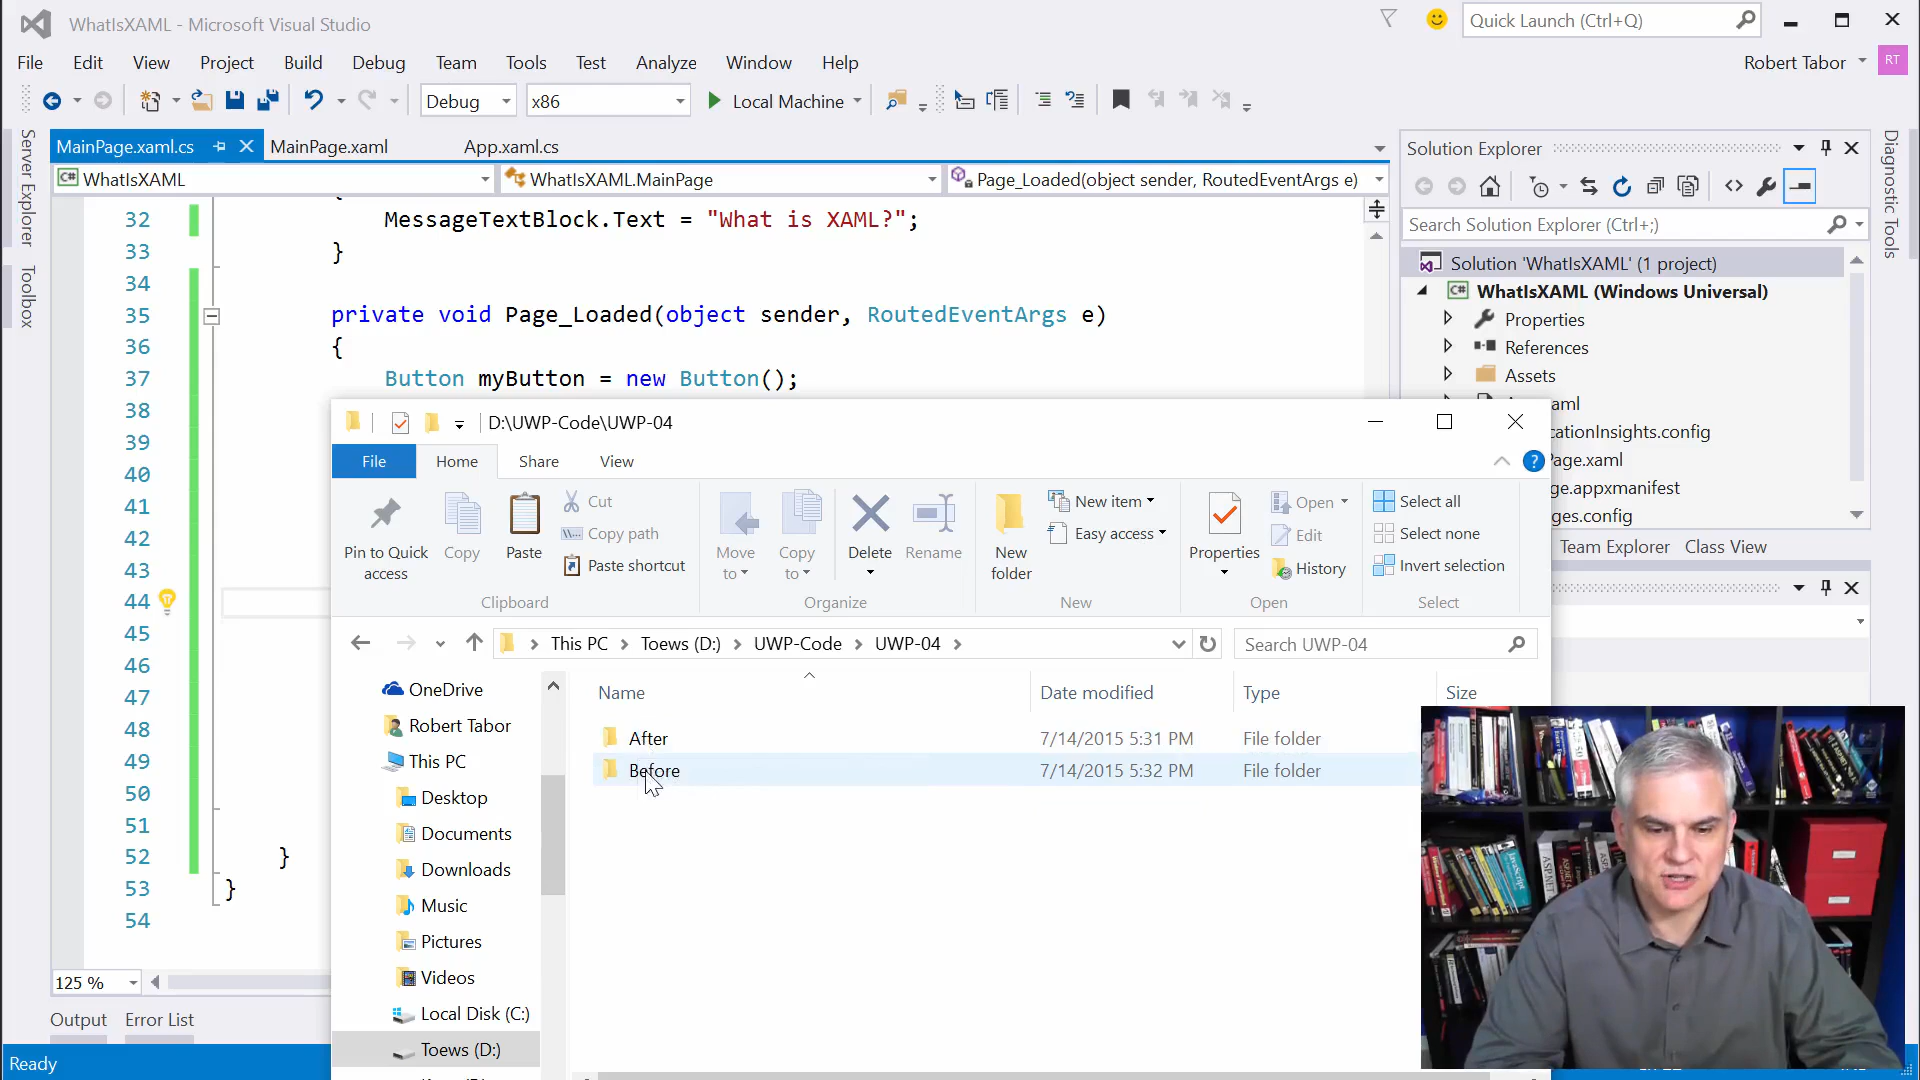 WhatIsXAML - Microsoft Visual Studio
Quick Launch (Ctrl+Q)
File Edit View Project Build Debug Team Tools Test Analyze Window Help
Robert Tabor RT
Debug x86 Local Machine
Server Explorer
Toolbox
MainPage.xaml.cs MainPage.xaml App.xaml.cs
C# WhatIsXAML WhatIsXAML.MainPage Page_Loaded(object sender, RoutedEventArgs e)
32 MessageTextBlock.Text = "What is XAML?";
33 }
34
35 private void Page_Loaded(object sender, RoutedEventArgs e)
36 {
37 Button myButton = new Button();
38
39
40
41
42
43
44
45
46
47
48
49
50
51
52 }
53 }
54
125 %
Output Error List
Ready
Solution Explorer
Search Solution Explorer (Ctrl+;)
Solution 'WhatIsXAML' (1 project)
C# WhatIsXAML (Windows Universal)
Properties
References
Assets
aml
cationInsights.config
Page.xaml
ge.appxmanifest
ges.config
Team Explorer Class View
Diagnostic Tools
D:\UWP-Code\UWP-04
File Home Share View
Pin to Quick access
Copy
Paste
Cut
Copy path
Paste shortcut
Clipboard
Move to
Copy to
Delete
Rename
Organize
New folder
New item
Easy access
New
Properties
Open
Edit
History
Open
Select all
Select none
Invert selection
Select
This PC Toews (D:) UWP-Code UWP-04
Search UWP-04
Name Date modified Type Size
After 7/14/2015 5:31 PM File folder
Before 7/14/2015 5:32 PM File folder
OneDrive
Robert Tabor
This PC
Desktop
Documents
Downloads
Music
Pictures
Videos
Local Disk (C:)
Toews (D:)